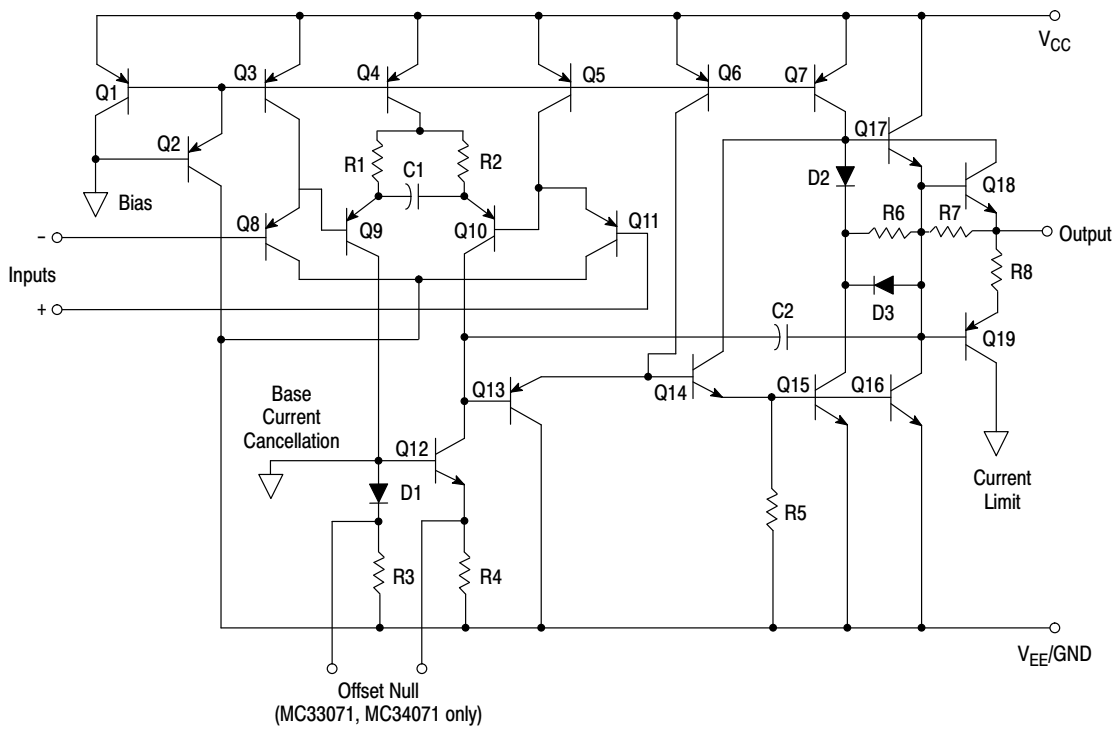 V_CC
Q1
Q2
Q3
Q4
Q5
Q6
Q7
Q17
Bias
R1
C1
R2
D2
Q18
−
Q8
Q9
Q10
Q11
R6
R7
Output
Inputs
+
D3
R8
C2
Q19
Base
Current
Cancellation
Q12
Q13
Q14
Q15
Q16
D1
R5
Current
Limit
R3
R4
V_EE/GND
Offset Null
(MC33071, MC34071 only)